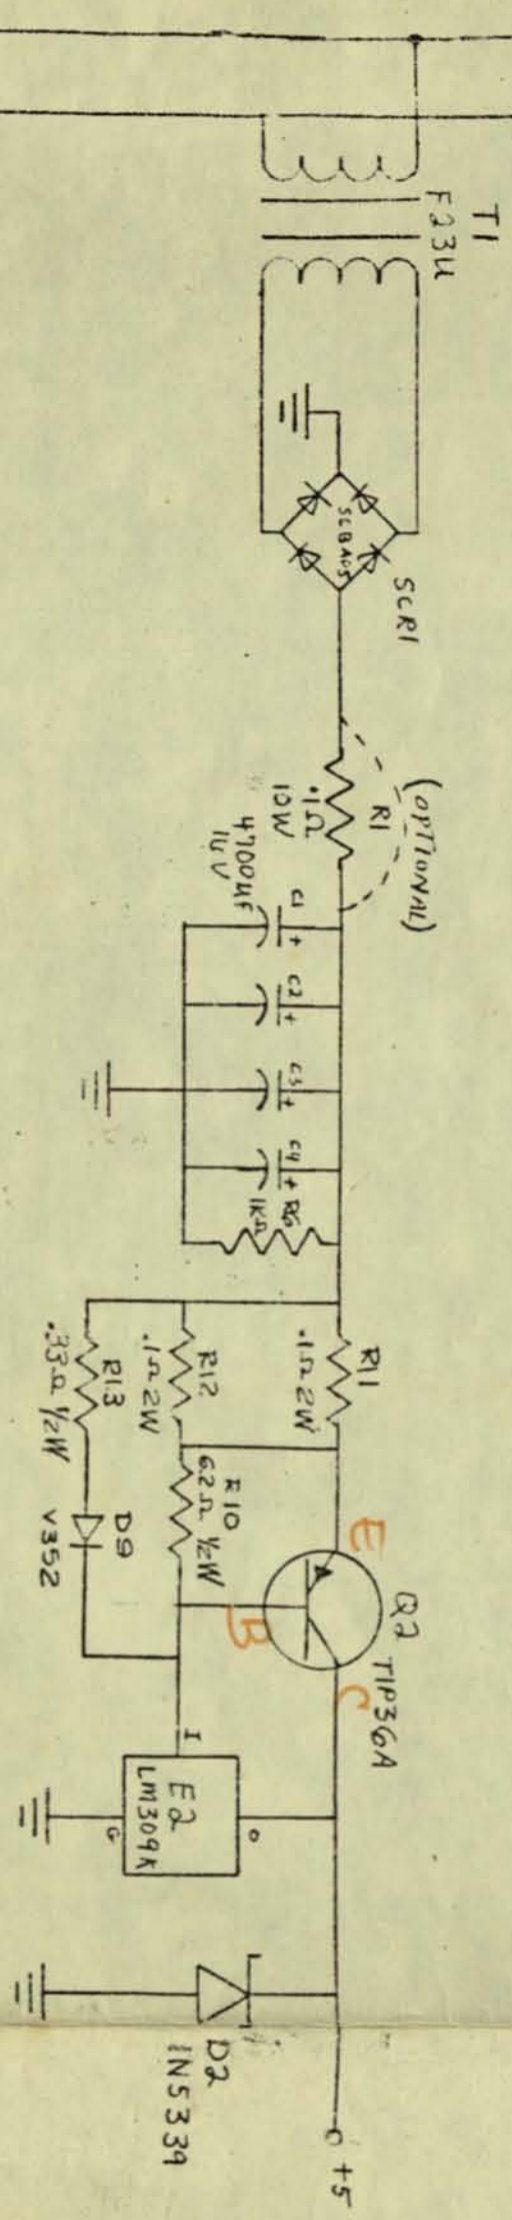 T1
F23U
SCBA05
SCR1
(OPTIONAL)
R1
.1Ω
10W
4700uf
C1
+
C2
+
C3
+
C4
+
R6
1KΩ
R11
.1Ω 2W
R12
.1Ω 2W
R13
.33Ω ½W
R10
6.2Ω ½W
D9
V352
E
B
C
Q2
TIP36A
I
E2
LM309K
G
O
D2
1N5339
+5